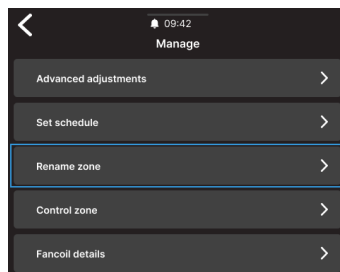 09:42
Manage
Advanced adjustments
Set schedule
Rename zone
Control zone
Fancoil details